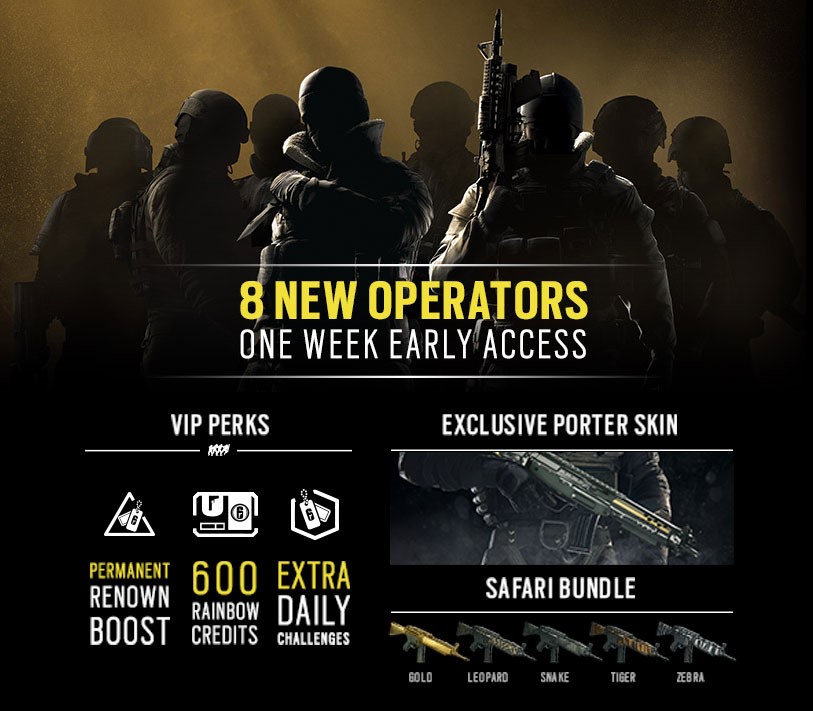 8 NEW OPERATORS
ONE WEEK EARLY ACCESS
VIP PERKS
PERMANENT
RENOWN
BOOST
600
RAINBOW
CREDITS
EXTRA
DAILY
CHALLENGES
EXCLUSIVE PORTER SKIN
SAFARI BUNDLE
GOLD
LEOPARD
SNAKE
TIGER
ZEBRA